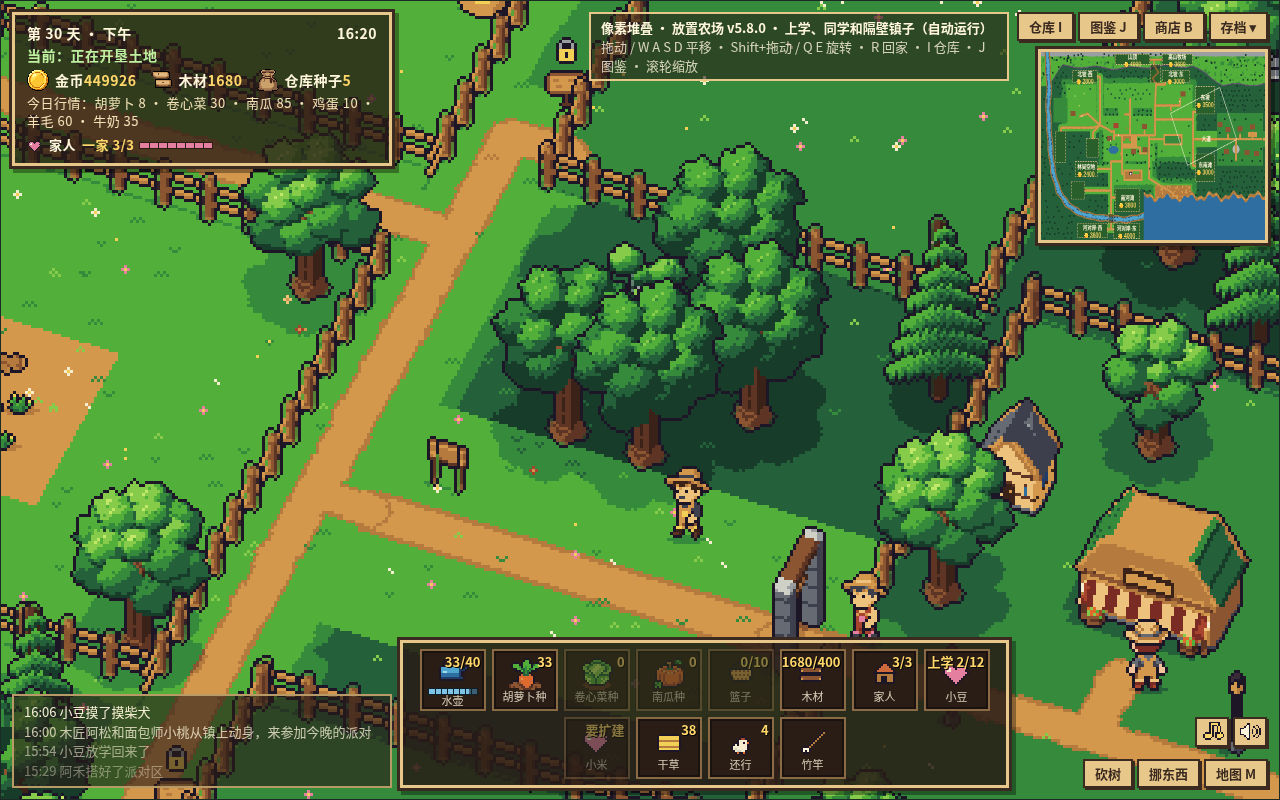 第 30 天 · 下午 16:20
当前: 正在开垦土地
金币449926 木材1680 仓库种子5
今日行情: 胡萝卜 8 · 卷心菜 30 · 南瓜 85 · 鸡蛋 10 ·
羊毛 60 · 牛奶 35
家人 一家 3/3
像素堆叠 · 放置农场 v5.8.0 · 上学、同学和隔壁镇子（自动运行）
拖动 / W A S D 平移 · Shift+拖动 / Q E 旋转 · R 回家 · I 仓库 · J
图鉴 · 滚轮缩放
仓库 I
图鉴 J
商店 B
存档 ▾
16:06 小豆摸了摸柴犬
16:00 木匠阿松和面包师小桃从镇上动身，来参加今晚的派对
15:54 小豆放学回来了
15:29 阿禾搭好了派对区
33/40
水壶
33
胡萝卜种
0
卷心菜种
0
南瓜种
0/10
篮子
1680/400
木材
3/3
家人
上学 2/12
小豆
要扩建
小米
38
干草
4
还行
竹竿
砍树
挪东西
地图 M